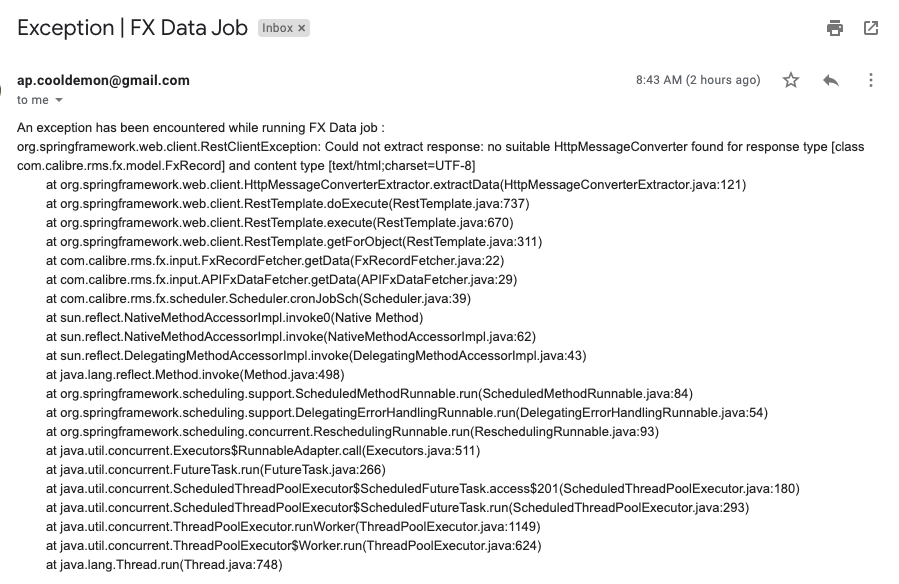 Exception | FX Data Job Inbox ×
ap.cooldemon@gmail.com 8:43 AM (2 hours ago)
to me
An exception has been encountered while running FX Data job :
org.springframework.web.client.RestClientException: Could not extract response: no suitable HttpMessageConverter found for response type [class
com.calibre.rms.fx.model.FxRecord] and content type [text/html;charset=UTF-8]
at org.springframework.web.client.HttpMessageConverterExtractor.extractData(HttpMessageConverterExtractor.java:121)
at org.springframework.web.client.RestTemplate.doExecute(RestTemplate.java:737)
at org.springframework.web.client.RestTemplate.execute(RestTemplate.java:670)
at org.springframework.web.client.RestTemplate.getForObject(RestTemplate.java:311)
at com.calibre.rms.fx.input.FxRecordFetcher.getData(FxRecordFetcher.java:22)
at com.calibre.rms.fx.input.APIFxDataFetcher.getData(APIFxDataFetcher.java:29)
at com.calibre.rms.fx.scheduler.Scheduler.cronJobSch(Scheduler.java:39)
at sun.reflect.NativeMethodAccessorImpl.invoke0(Native Method)
at sun.reflect.NativeMethodAccessorImpl.invoke(NativeMethodAccessorImpl.java:62)
at sun.reflect.DelegatingMethodAccessorImpl.invoke(DelegatingMethodAccessorImpl.java:43)
at java.lang.reflect.Method.invoke(Method.java:498)
at org.springframework.scheduling.support.ScheduledMethodRunnable.run(ScheduledMethodRunnable.java:84)
at org.springframework.scheduling.support.DelegatingErrorHandlingRunnable.run(DelegatingErrorHandlingRunnable.java:54)
at org.springframework.scheduling.concurrent.ReschedulingRunnable.run(ReschedulingRunnable.java:93)
at java.util.concurrent.Executors$RunnableAdapter.call(Executors.java:511)
at java.util.concurrent.FutureTask.run(FutureTask.java:266)
at java.util.concurrent.ScheduledThreadPoolExecutor$ScheduledFutureTask.access$201(ScheduledThreadPoolExecutor.java:180)
at java.util.concurrent.ScheduledThreadPoolExecutor$ScheduledFutureTask.run(ScheduledThreadPoolExecutor.java:293)
at java.util.concurrent.ThreadPoolExecutor.runWorker(ThreadPoolExecutor.java:1149)
at java.util.concurrent.ThreadPoolExecutor$Worker.run(ThreadPoolExecutor.java:624)
at java.lang.Thread.run(Thread.java:748)